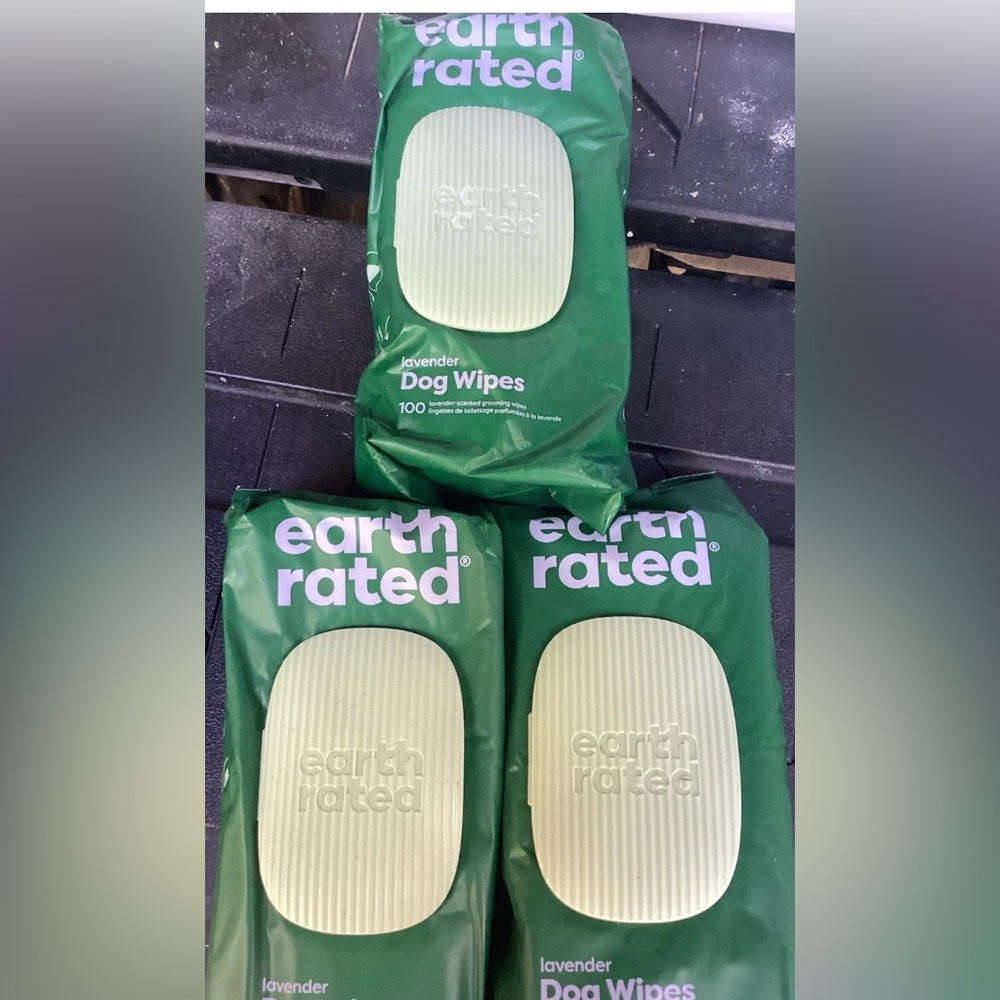 earth
rated®
earth
rated
lavender
Dog Wipes
100 lavender-scented grooming wipes
lingettes de toilettage parfumées à la lavande
earth
rated®
earth
rated
lavender
earth
rated®
earth
rated
lavender
Dog Wipes